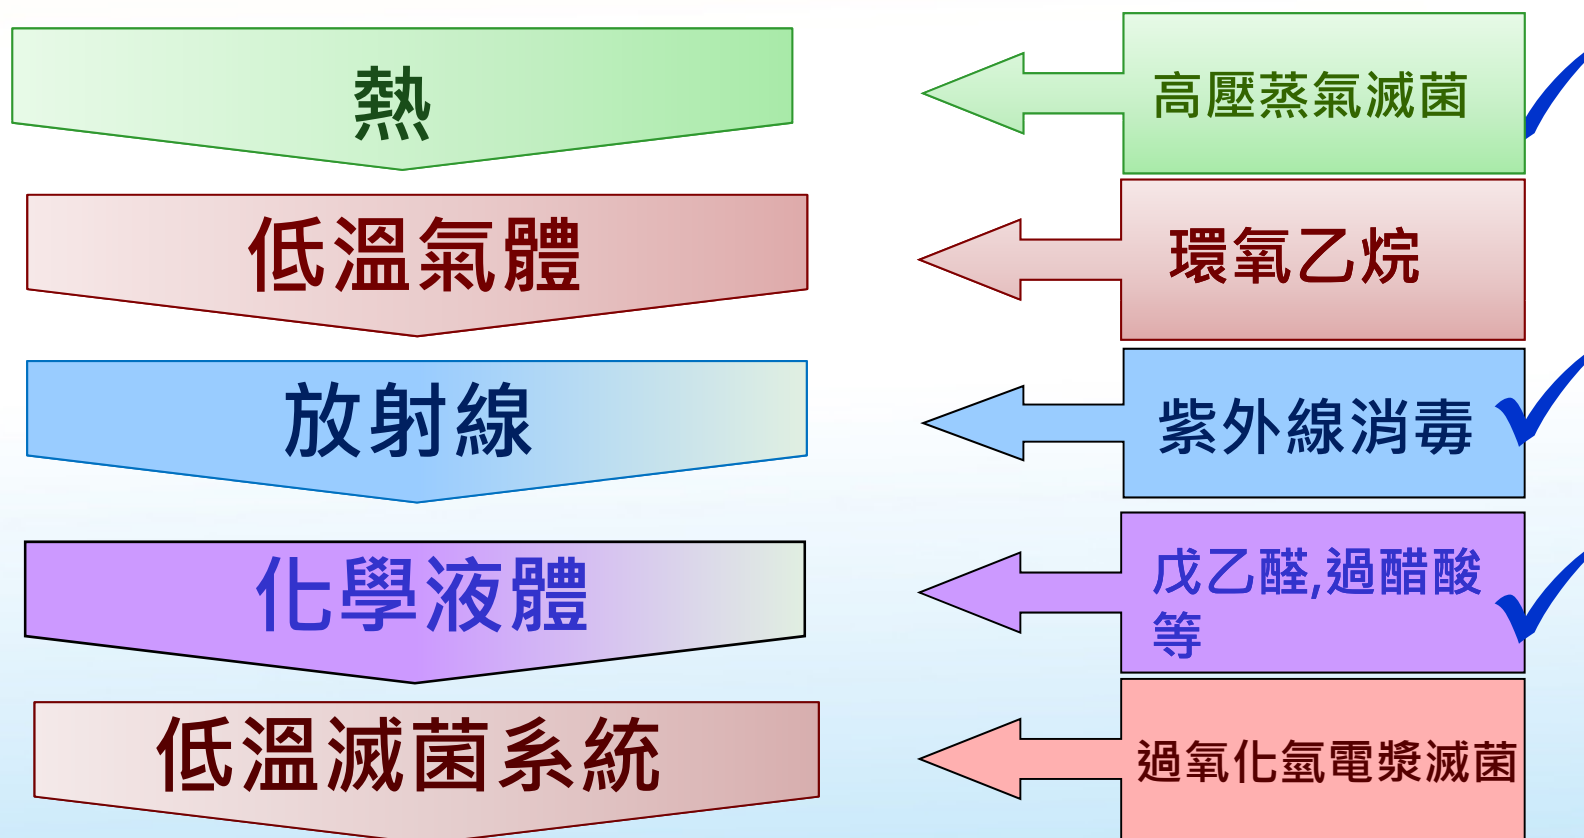 熱
高壓蒸氣滅菌
低溫氣體
環氧乙烷
放射線
紫外線消毒
化學液體
戊乙醛,過醋酸
等
低溫滅菌系統
過氧化氫電漿滅菌